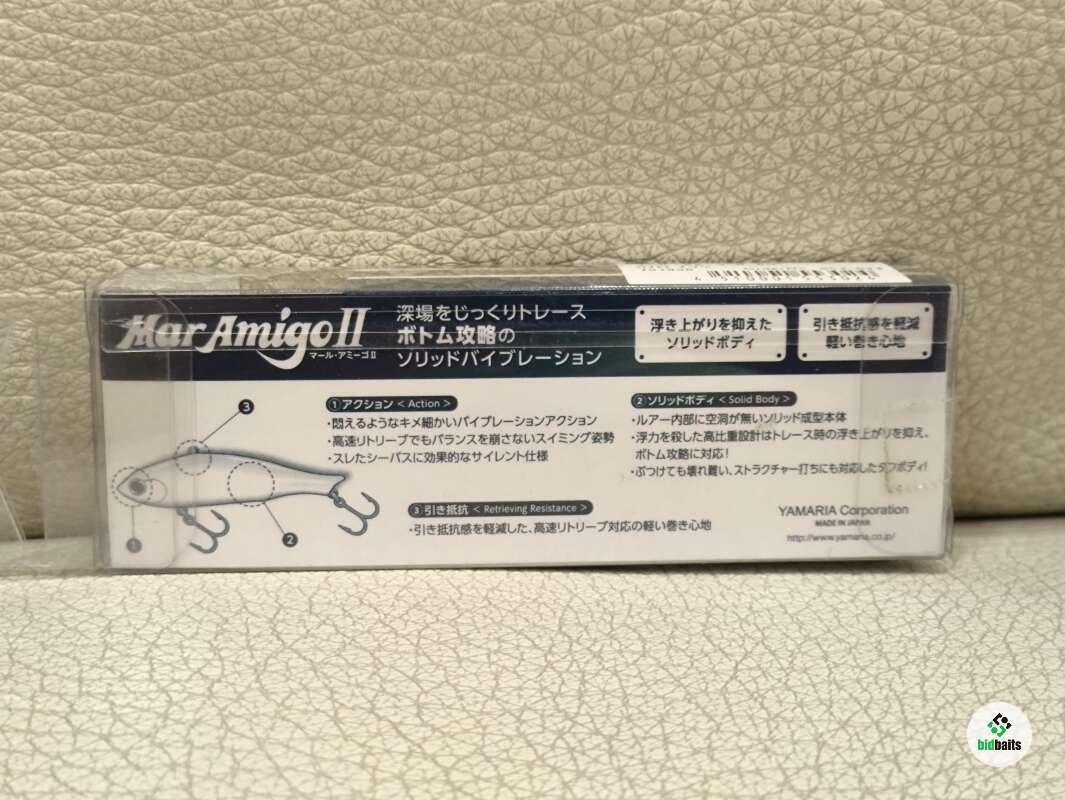 Mar Amigo II
マール・アミーゴⅡ
深場をじっくりトレース
ボトム攻略の
ソリッドバイブレーション
浮き上がりを抑えた
ソリッドボディ
引き抵抗感を軽減
軽い巻き心地
③
① アクション < Action >
・悶えるようなキメ細かいバイブレーションアクション
・高速リトリーブでもバランスを崩さないスイミング姿勢
・スレたシーバスに効果的なサイレント仕様
② ソリッドボディ < Solid Body >
・ルアー内部に空洞が無いソリッド成型本体
・浮力を殺した高比重設計はトレース時の浮き上がりを抑え、
ボトム攻略に対応!
・ぶつけても壊れ難い、ストラクチャー打ちにも対応したタフボディ!
③ 引き抵抗 < Retrieving Resistance >
・引き抵抗感を軽減した、高速リトリーブ対応の軽い巻き心地
①
②
YAMARIA Corporation
MADE IN JAPAN
http://www.yamaria.co.jp/
bidbaits